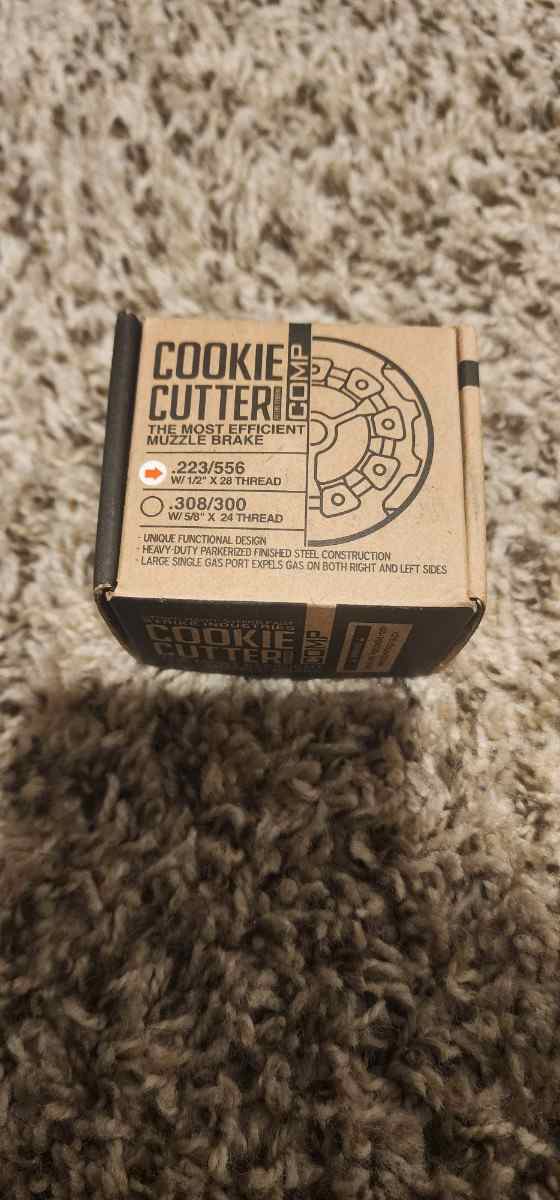 COOKIE
CUTTER COMP
THE MOST EFFICIENT
MUZZLE BRAKE
.223/556
W/ 1/2" X 28 THREAD
.308/300
W/ 5/8" X 24 THREAD
- UNIQUE FUNCTIONAL DESIGN
- HEAVY-DUTY PARKERIZED FINISHED STEEL CONSTRUCTION
- LARGE SINGLE GAS PORT EXPELS GAS ON BOTH RIGHT AND LEFT SIDES
STRIKE INDUSTRIES
COOKIE
CUTTER COMP